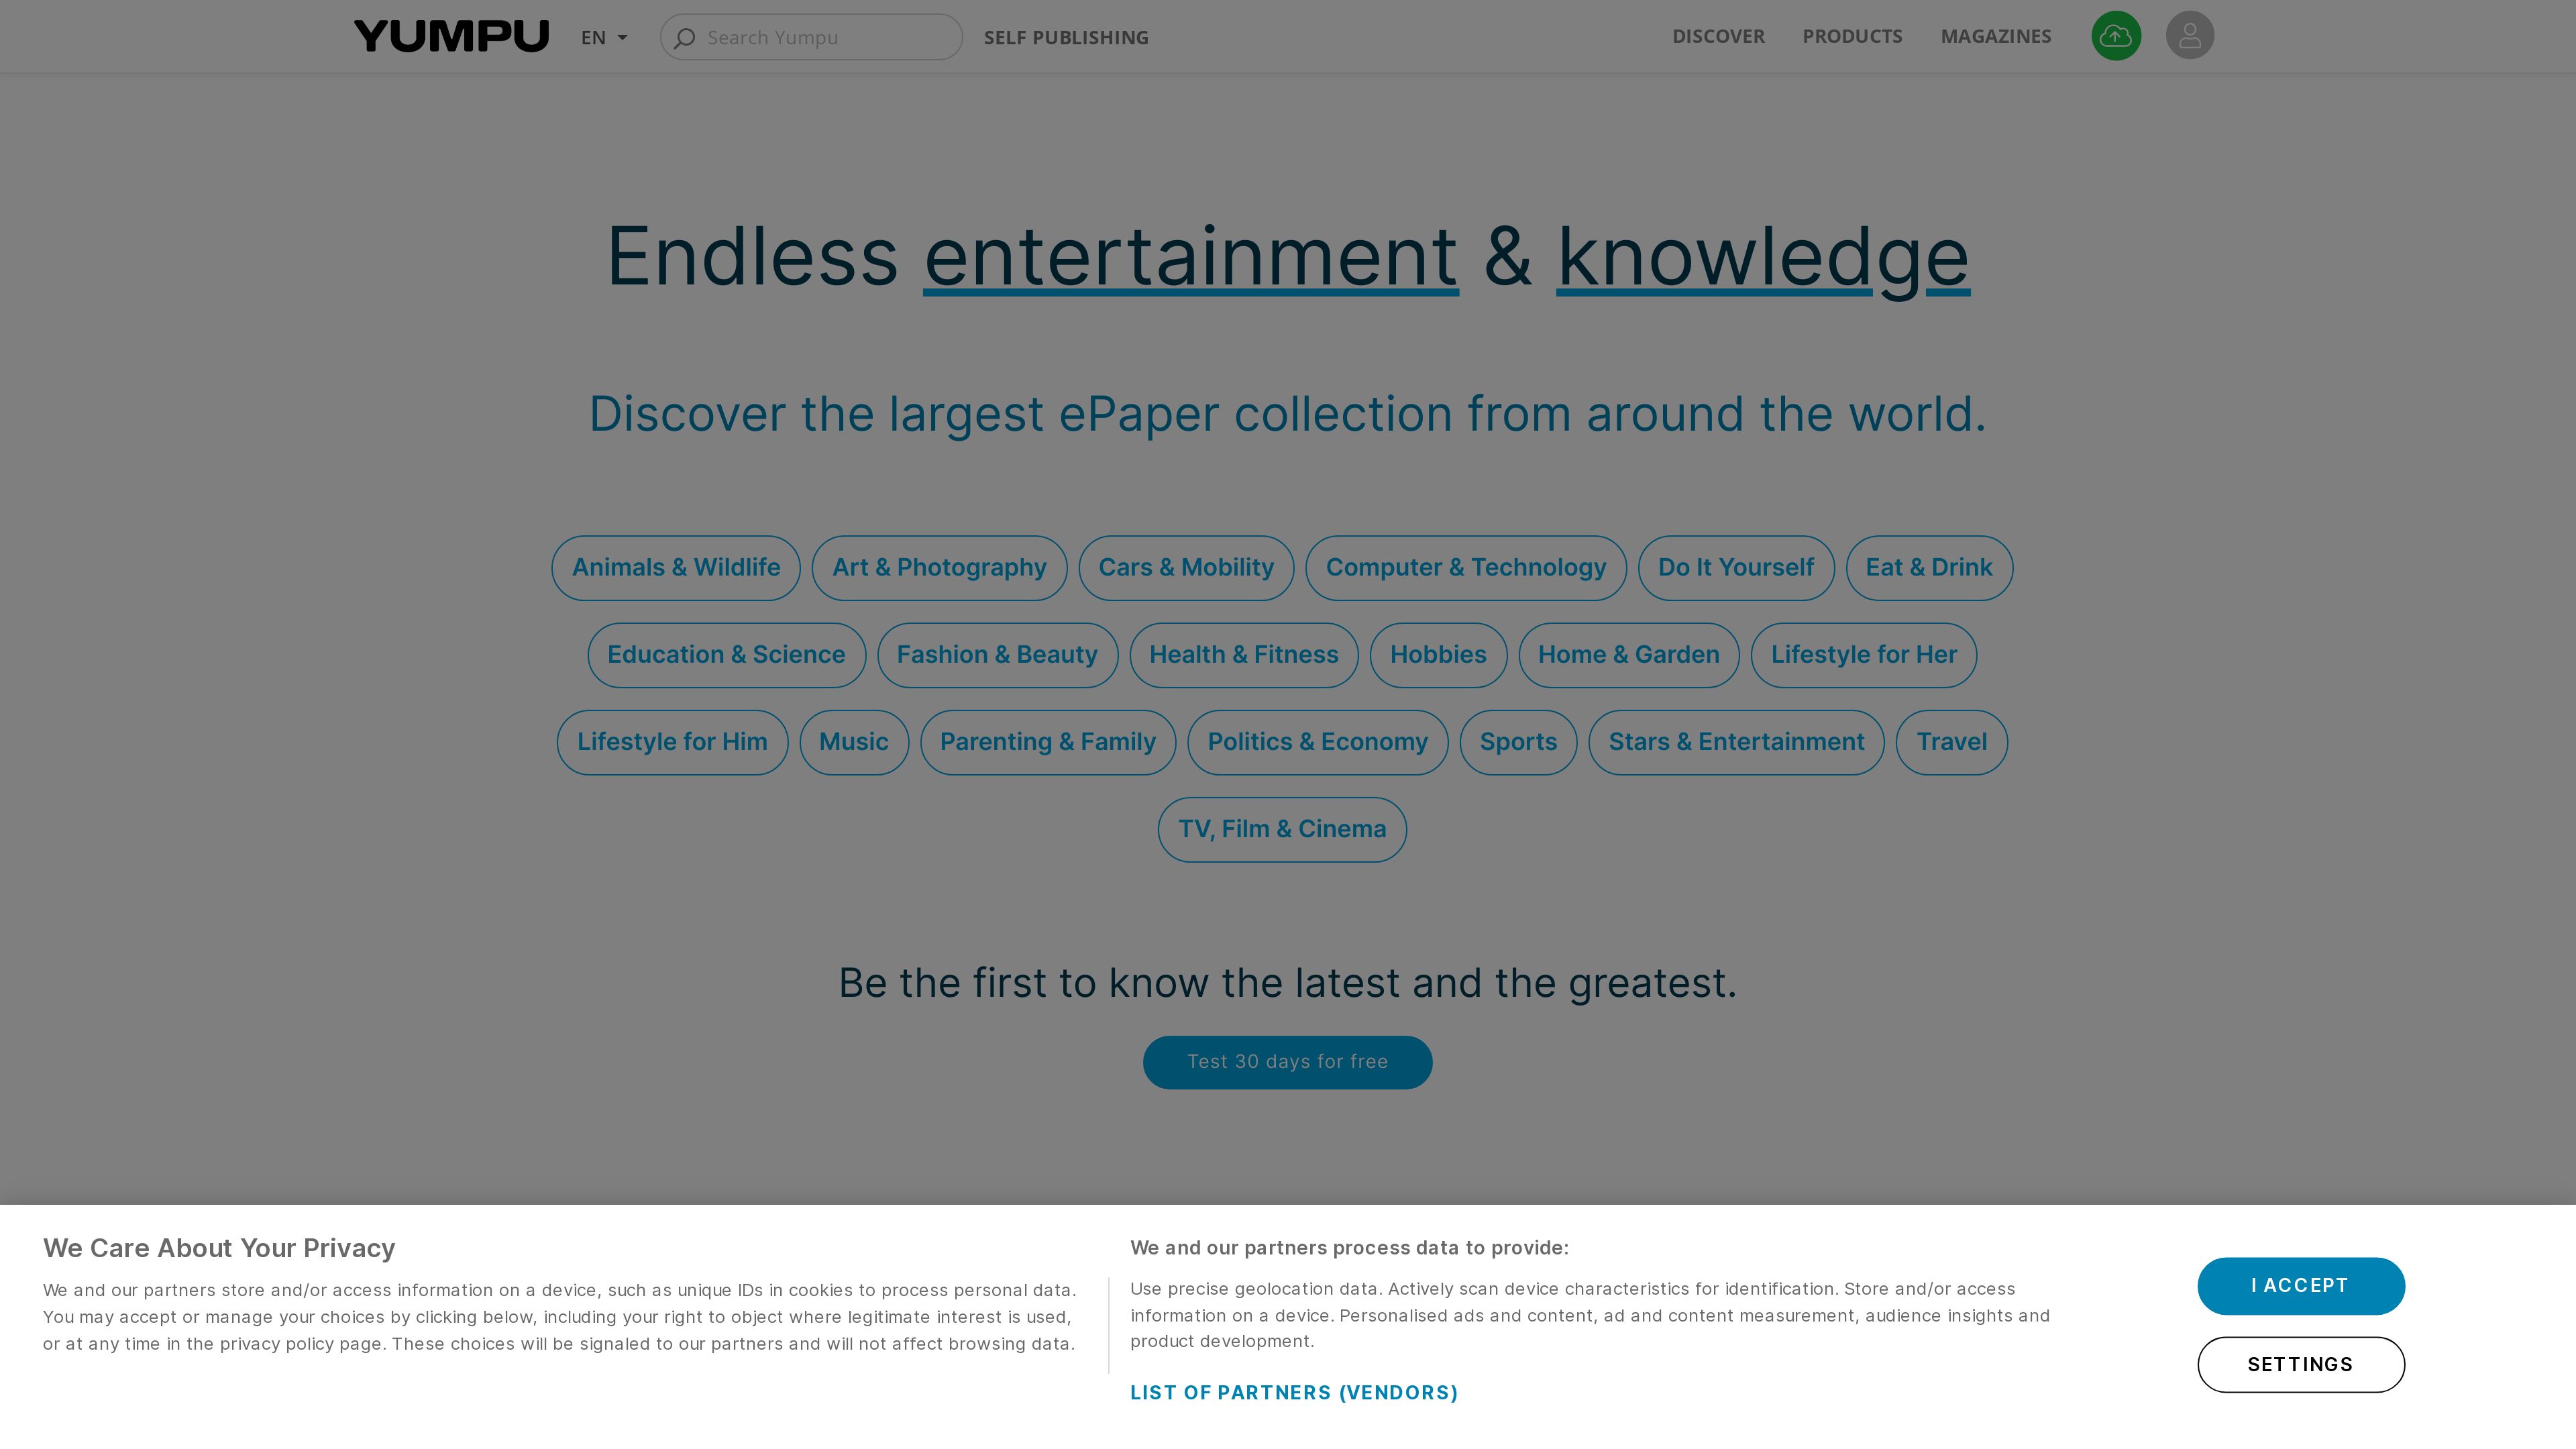 YUMPU EN Search Yumpu SELF PUBLISHING DISCOVER PRODUCTS MAGAZINES
Endless entertainment & knowledge
Discover the largest ePaper collection from around the world.
Animals & Wildlife Art & Photography Cars & Mobility Computer & Technology Do It Yourself Eat & Drink
Education & Science Fashion & Beauty Health & Fitness Hobbies Home & Garden Lifestyle for Her
Lifestyle for Him Music Parenting & Family Politics & Economy Sports Stars & Entertainment Travel
TV, Film & Cinema
Be the first to know the latest and the greatest.
Test 30 days for free
We Care About Your Privacy
We and our partners store and/or access information on a device, such as unique IDs in cookies to process personal data.
You may accept or manage your choices by clicking below, including your right to object where legitimate interest is used,
or at any time in the privacy policy page. These choices will be signaled to our partners and will not affect browsing data.
We and our partners process data to provide:
Use precise geolocation data. Actively scan device characteristics for identification. Store and/or access
information on a device. Personalised ads and content, ad and content measurement, audience insights and
product development.
LIST OF PARTNERS (VENDORS)
I ACCEPT
SETTINGS